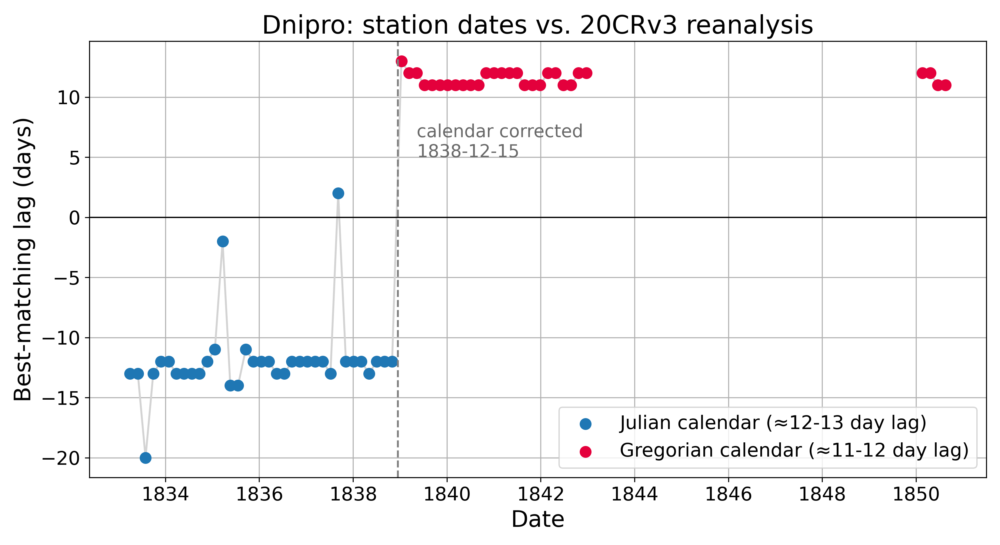 Dnipro: station dates vs. 20CRv3 reanalysis
Best-matching lag (days)
10
5
0
−5
−10
−15
−20
calendar corrected
1838-12-15
Julian calendar (≈12-13 day lag)
Gregorian calendar (≈11-12 day lag)
1834 1836 1838 1840 1842 1844 1846 1848 1850
Date